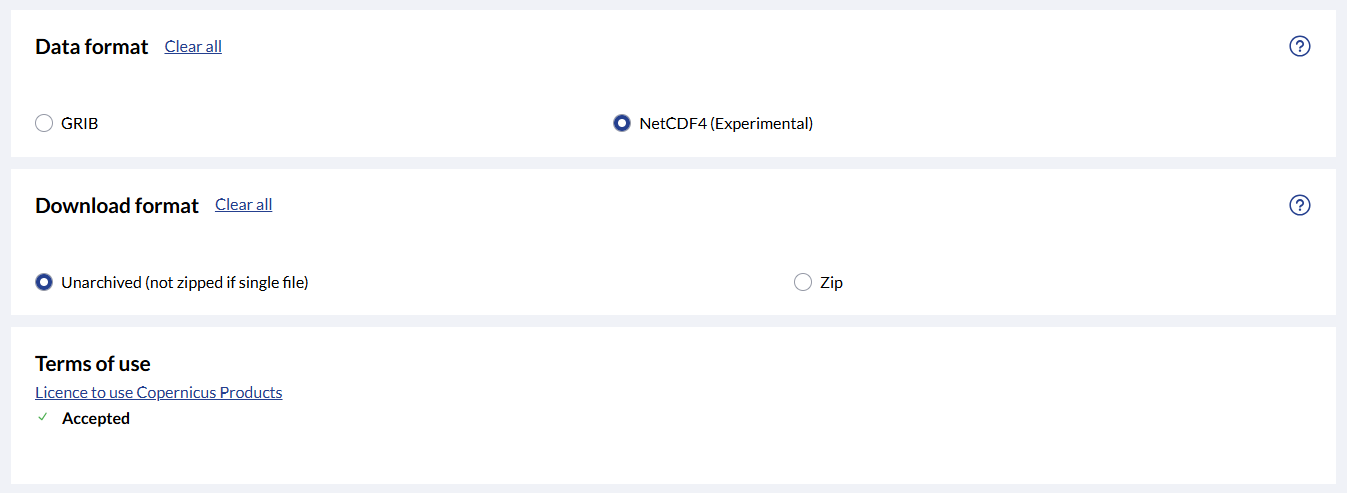 Data format Clear all
GRIB NetCDF4 (Experimental)
Download format Clear all
Unarchived (not zipped if single file) Zip
Terms of use
Licence to use Copernicus Products
Accepted